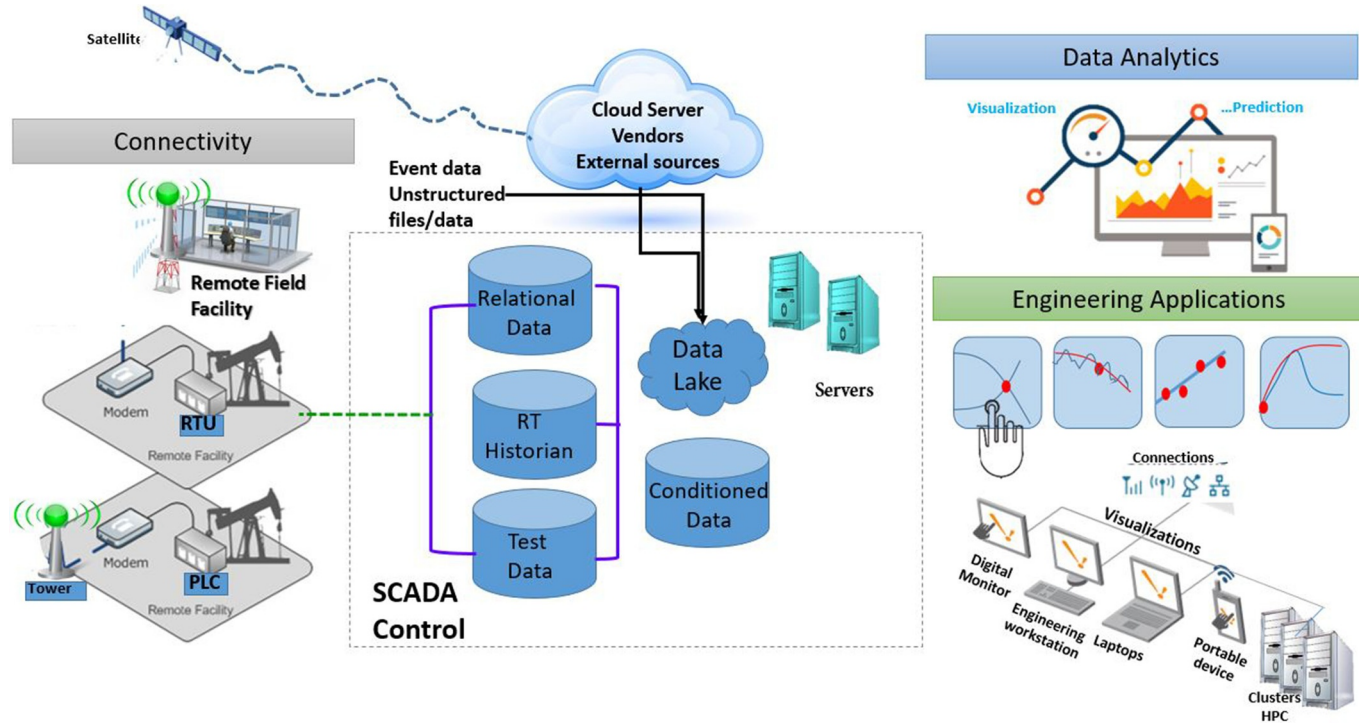 Satellite
Cloud Server
Vendors
External sources
Connectivity
Event data
Unstructured
files/data
Remote Field
Facility
Modem
RTU
Remote Facility
Modem
PLC
Tower
Remote Facility
Relational
Data
RT
Historian
Test
Data
Data
Lake
Conditioned
Data
Servers
SCADA
Control
Data Analytics
Visualization
...Prediction
Engineering Applications
Connections
Visualizations
Digital
Monitor
Engineering
workstation
Laptops
Portable
device
Clusters
HPC